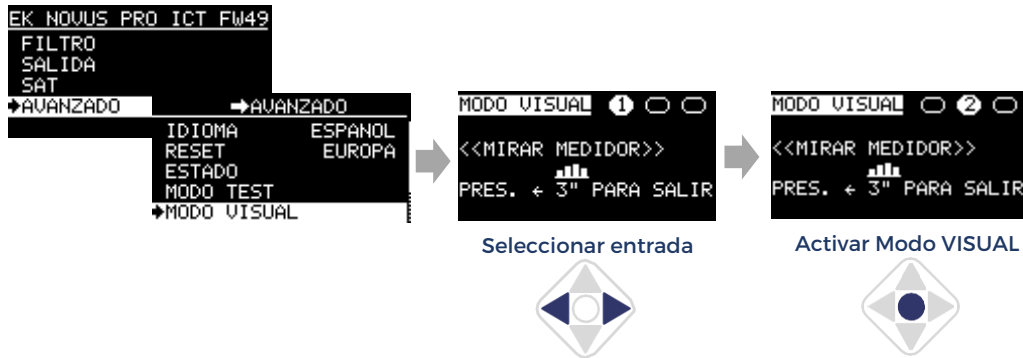 EK NOVUS PRO ICT FW49
FILTRO
SALIDA
SAT
➔AVANZADO
➔AVANZADO
IDIOMA ESPANOL
RESET EUROPA
ESTADO
MODO TEST
➔MODO VISUAL
MODO VISUAL 1
<<MIRAR MEDIDOR>>
PRES. ← 3" PARA SALIR
Seleccionar entrada
MODO VISUAL 2
<<MIRAR MEDIDOR>>
PRES. ← 3" PARA SALIR
Activar Modo VISUAL